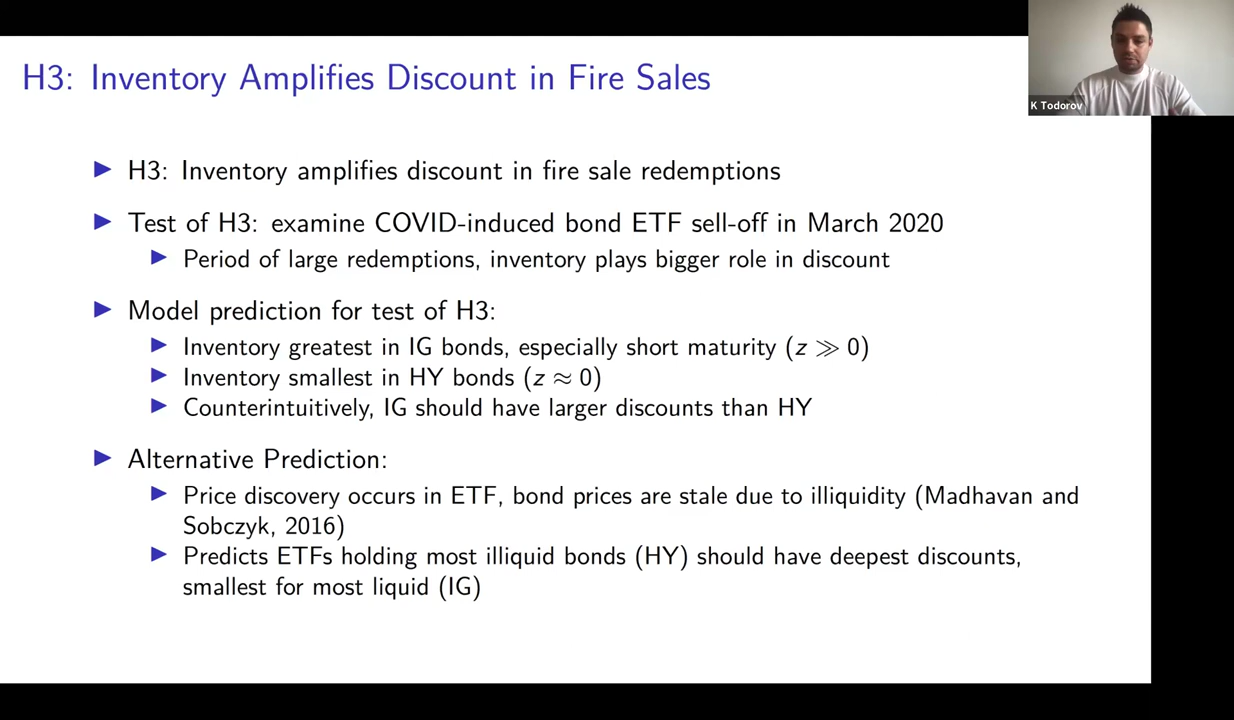 H3: Inventory Amplifies Discount in Fire Sales
K Todorov
▶ H3: Inventory amplifies discount in fire sale redemptions
▶ Test of H3: examine COVID-induced bond ETF sell-off in March 2020
▶ Period of large redemptions, inventory plays bigger role in discount
▶ Model prediction for test of H3:
▶ Inventory greatest in IG bonds, especially short maturity (z ≫ 0)
▶ Inventory smallest in HY bonds (z ≈ 0)
▶ Counterintuitively, IG should have larger discounts than HY
▶ Alternative Prediction:
▶ Price discovery occurs in ETF, bond prices are stale due to illiquidity (Madhavan and
Sobczyk, 2016)
▶ Predicts ETFs holding most illiquid bonds (HY) should have deepest discounts,
smallest for most liquid (IG)